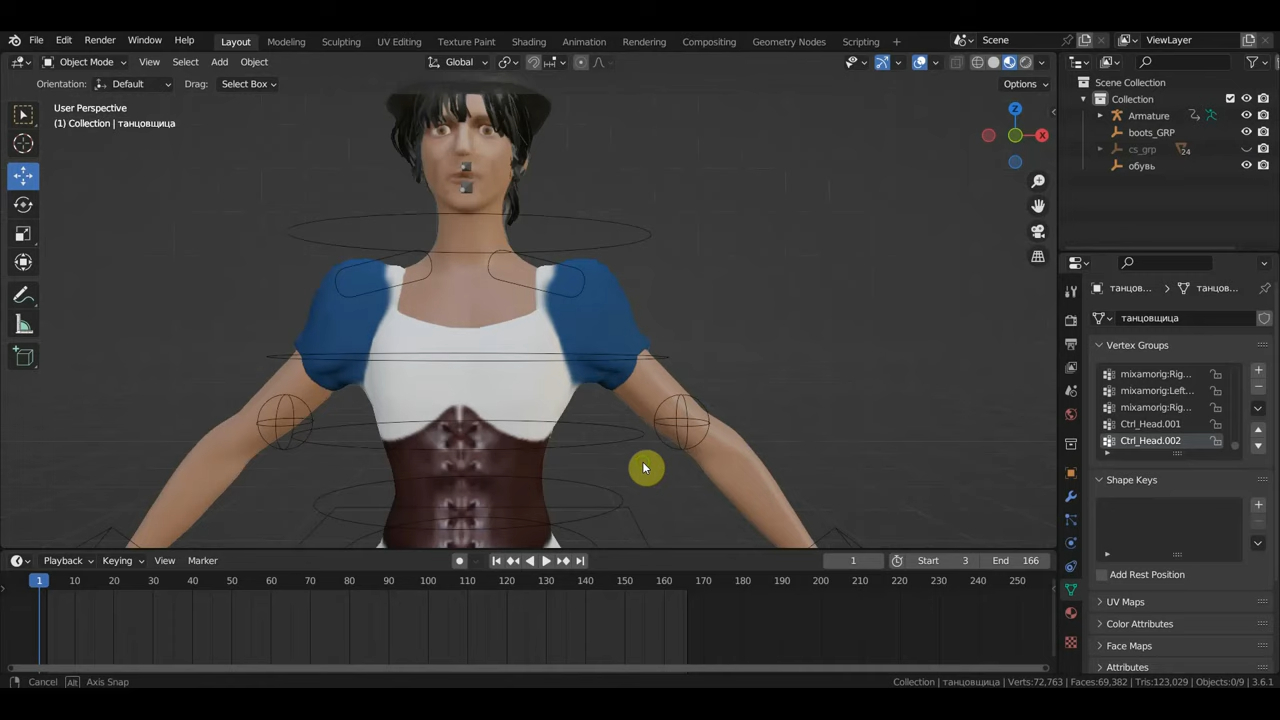 File Edit Render Window Help Layout Modeling Sculpting UV Editing Texture Paint Shading Animation Rendering Compositing Geometry Nodes Scripting + Scene ViewLayer
Object Mode View Select Add Object Global
Orientation: Default Drag: Select Box Options
User Perspective
(1) Collection | танцовщица
Z
X
Scene Collection
Collection
Armature
boots_GRP
cs_grp 24
обувь
танцов... танцов...
танцовщица
Vertex Groups
mixamorig:Rig...
mixamorig:Left...
mixamorig:Rig...
Ctrl_Head.001
Ctrl_Head.002
Shape Keys
Add Rest Position
UV Maps
Color Attributes
Face Maps
Attributes
Playback Keying View Marker 1 Start 3 End 166
1 10 20 30 40 50 60 70 80 90 100 110 120 130 140 150 160 170 180 190 200 210 220 230 240 250
Cancel Alt Axis Snap Collection | танцовщица | Verts:72,763 | Faces:69,382 | Tris:123,029 | Objects:0/9 | 3.6.1